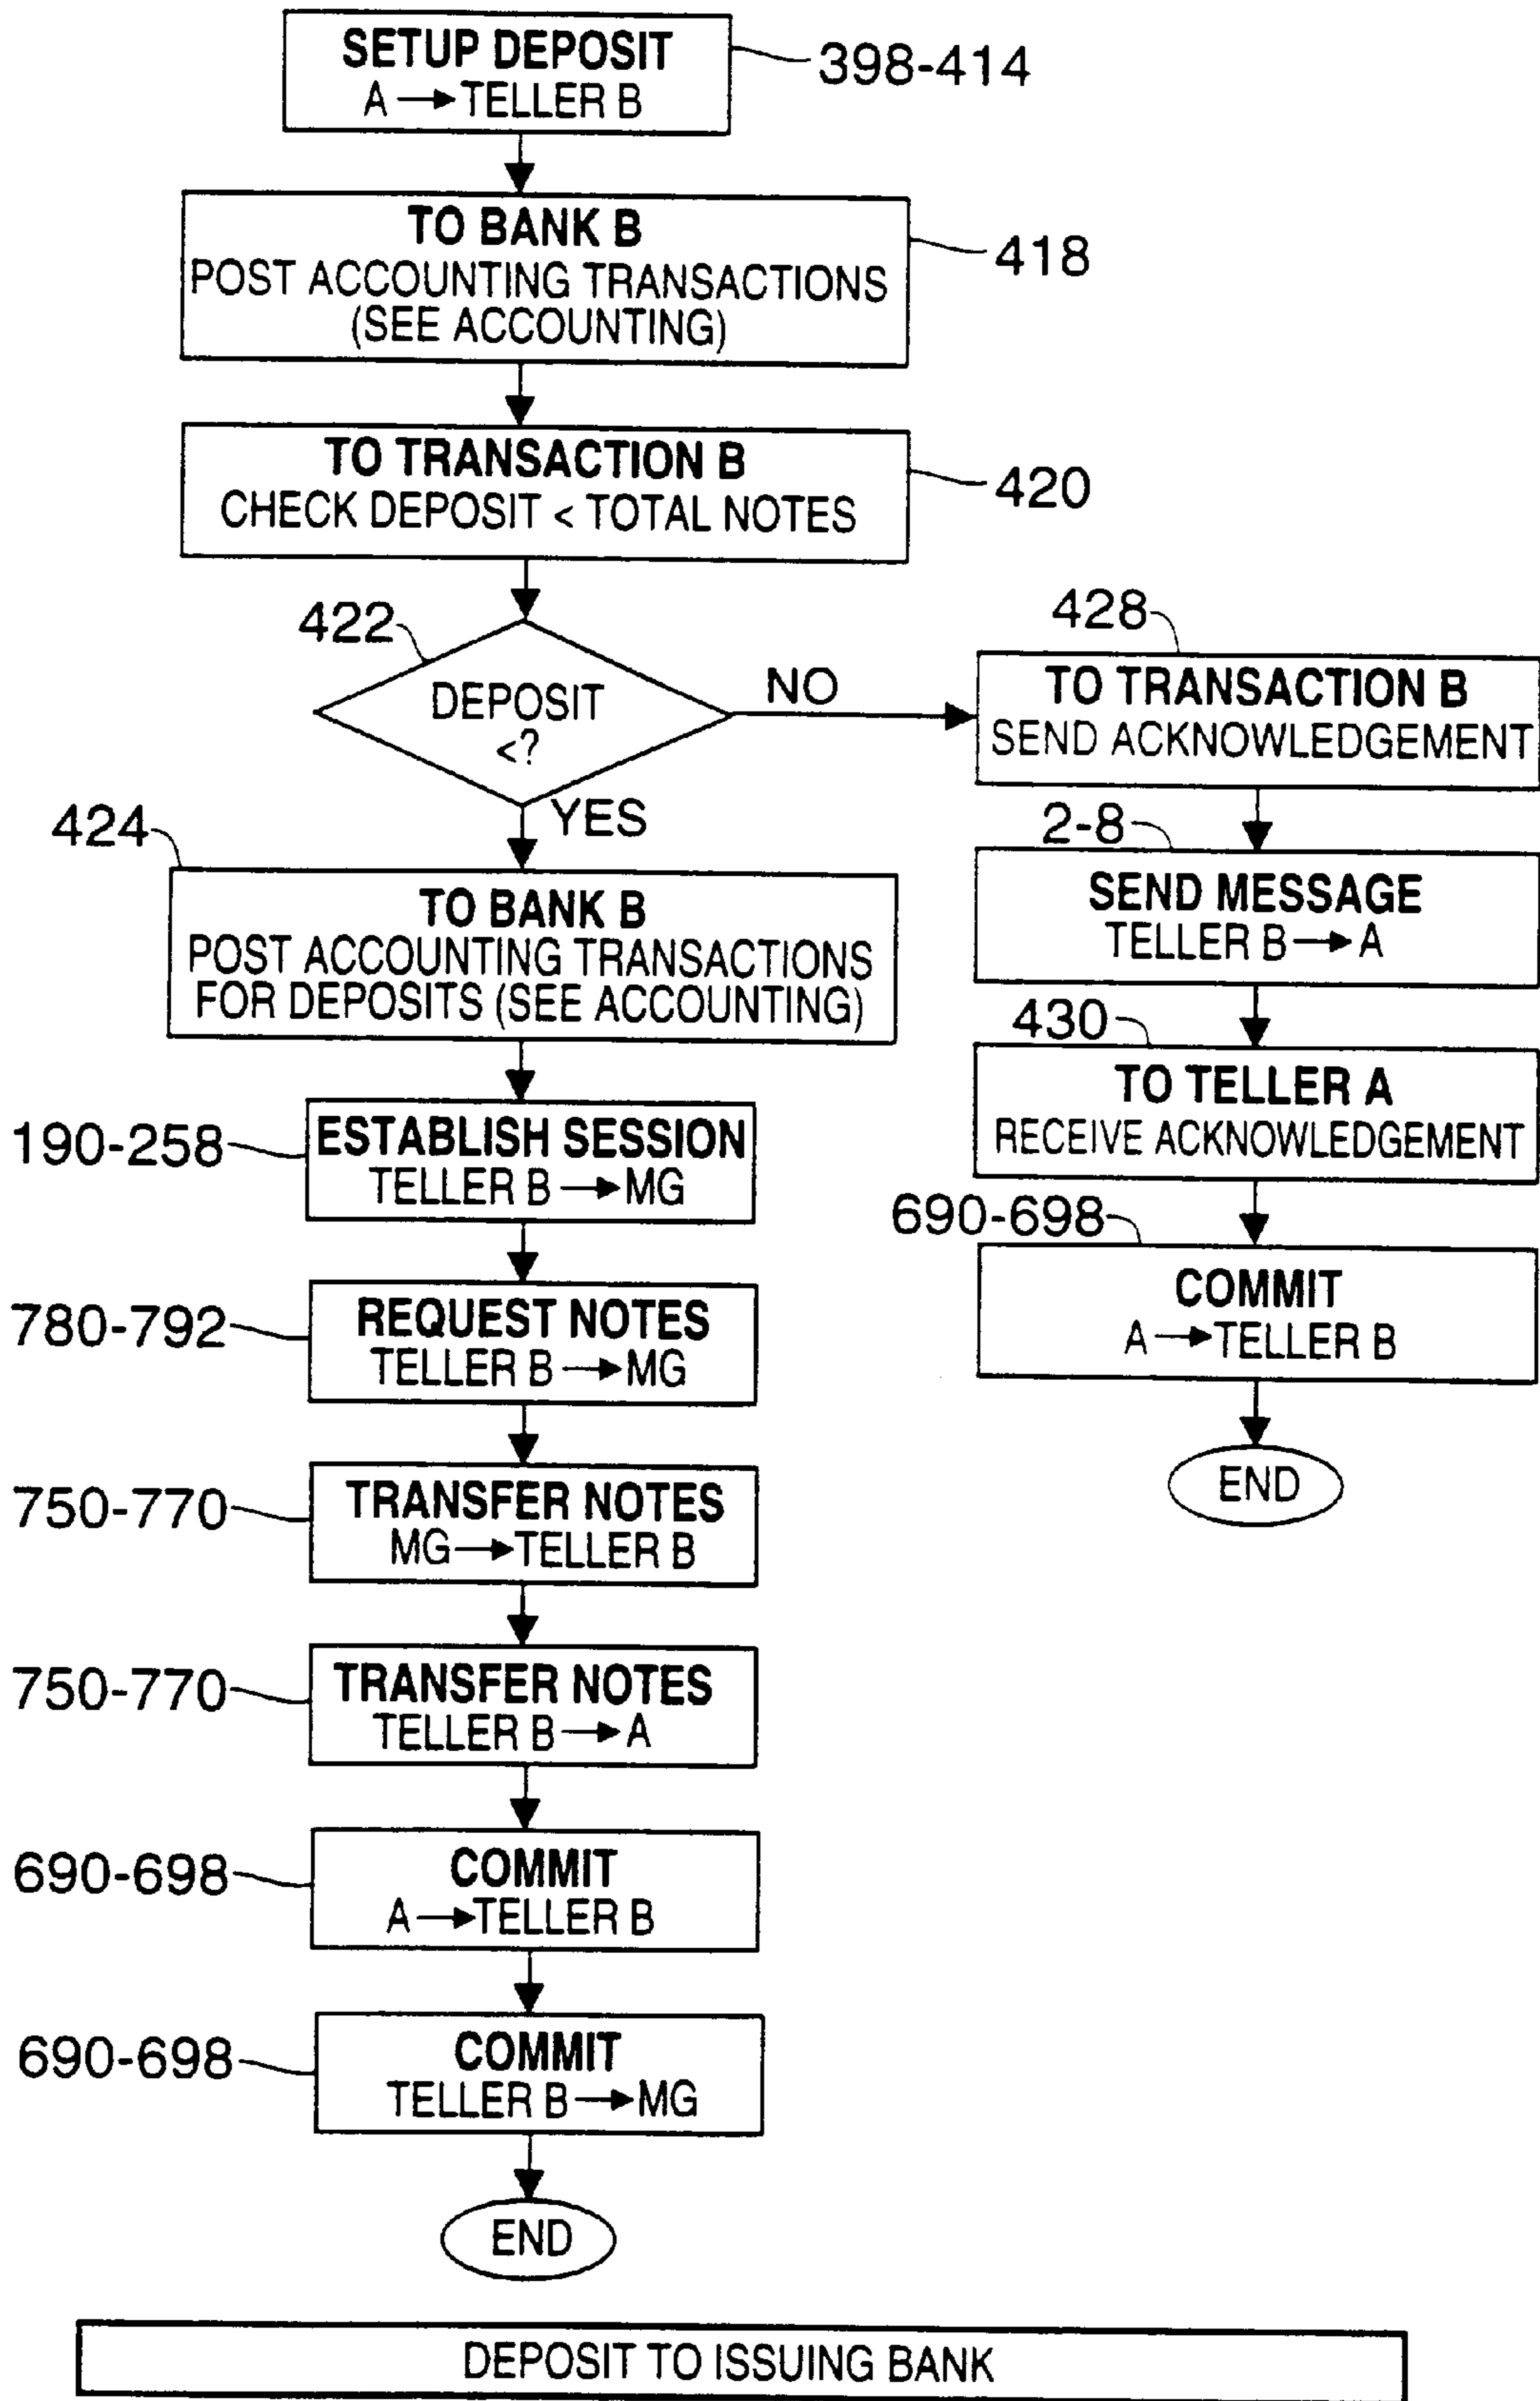 SETUP DEPOSIT
A → TELLER B
398-414
TO BANK B
POST ACCOUNTING TRANSACTIONS
(SEE ACCOUNTING)
418
TO TRANSACTION B
CHECK DEPOSIT < TOTAL NOTES
420
422
DEPOSIT
<?
NO
YES
428
TO TRANSACTION B
SEND ACKNOWLEDGEMENT
2-8
SEND MESSAGE
TELLER B → A
430
TO TELLER A
RECEIVE ACKNOWLEDGEMENT
690-698
COMMIT
A → TELLER B
END
424
TO BANK B
POST ACCOUNTING TRANSACTIONS
FOR DEPOSITS (SEE ACCOUNTING)
190-258
ESTABLISH SESSION
TELLER B → MG
780-792
REQUEST NOTES
TELLER B → MG
750-770
TRANSFER NOTES
MG → TELLER B
750-770
TRANSFER NOTES
TELLER B → A
690-698
COMMIT
A → TELLER B
690-698
COMMIT
TELLER B → MG
END
DEPOSIT TO ISSUING BANK